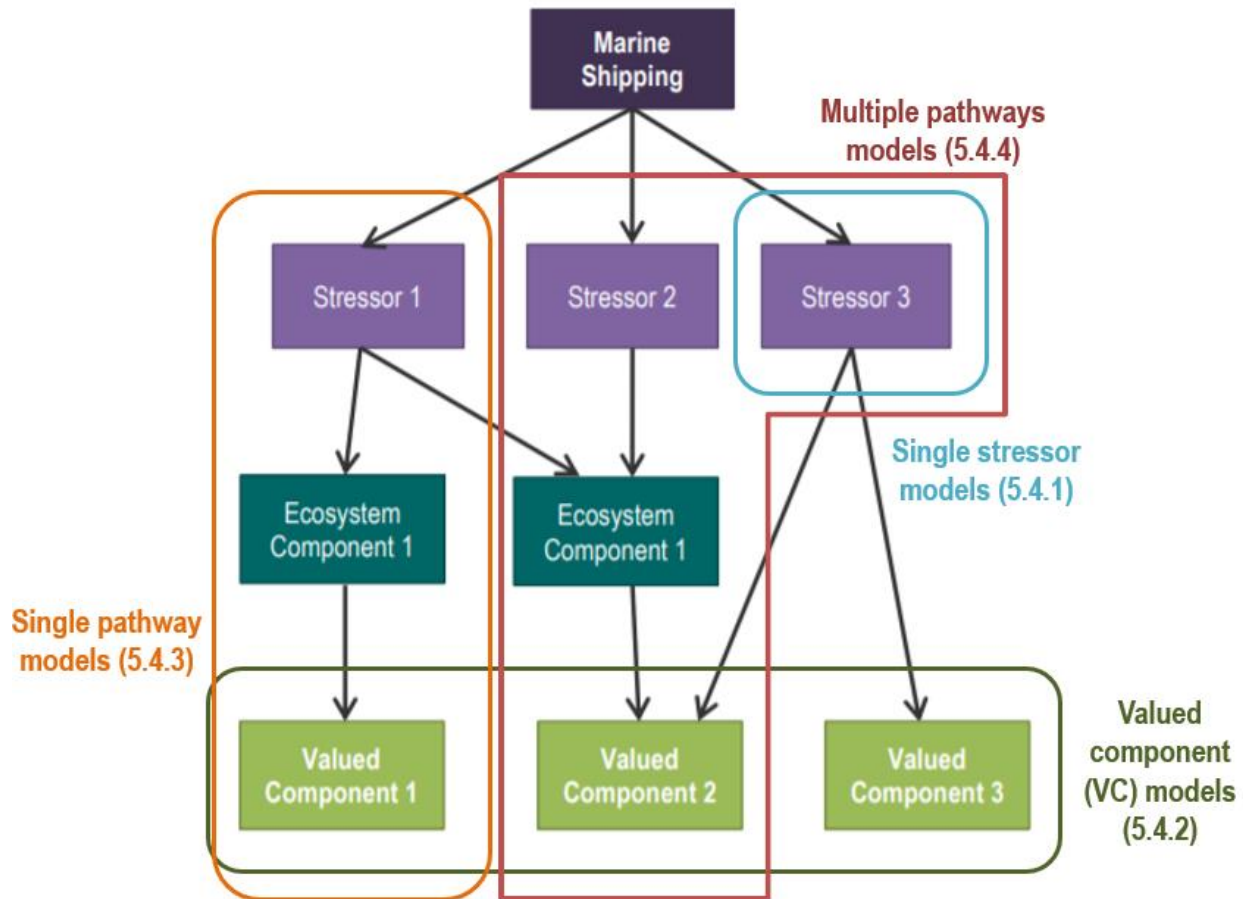 Marine
Shipping
Multiple pathways
models (5.4.4)
Stressor 1
Stressor 2
Stressor 3
Single stressor
models (5.4.1)
Ecosystem
Component 1
Ecosystem
Component 1
Single pathway
models (5.4.3)
Valued
Component 1
Valued
Component 2
Valued
Component 3
Valued
component
(VC) models
(5.4.2)